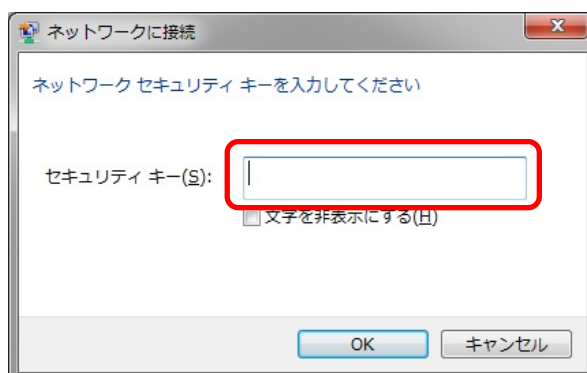 ネットワークに接続
ネットワーク セキュリティ キーを入力してください
セキュリティ キー(S):
文字を非表示にする(H)
OK
キャンセル